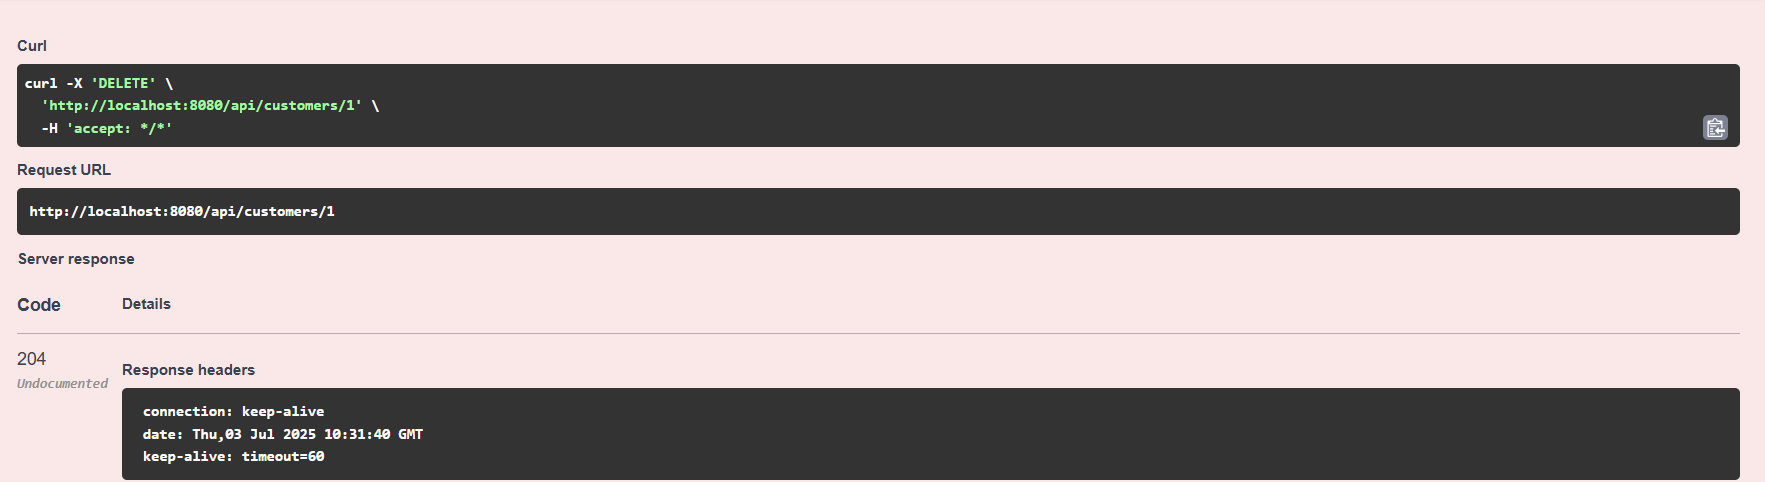 Curl
curl -X 'DELETE' \
  'http://localhost:8080/api/customers/1' \
  -H 'accept: */*'
Request URL
http://localhost:8080/api/customers/1
Server response
Code Details
204
Undocumented
Response headers
connection: keep-alive
date: Thu,03 Jul 2025 10:31:40 GMT
keep-alive: timeout=60